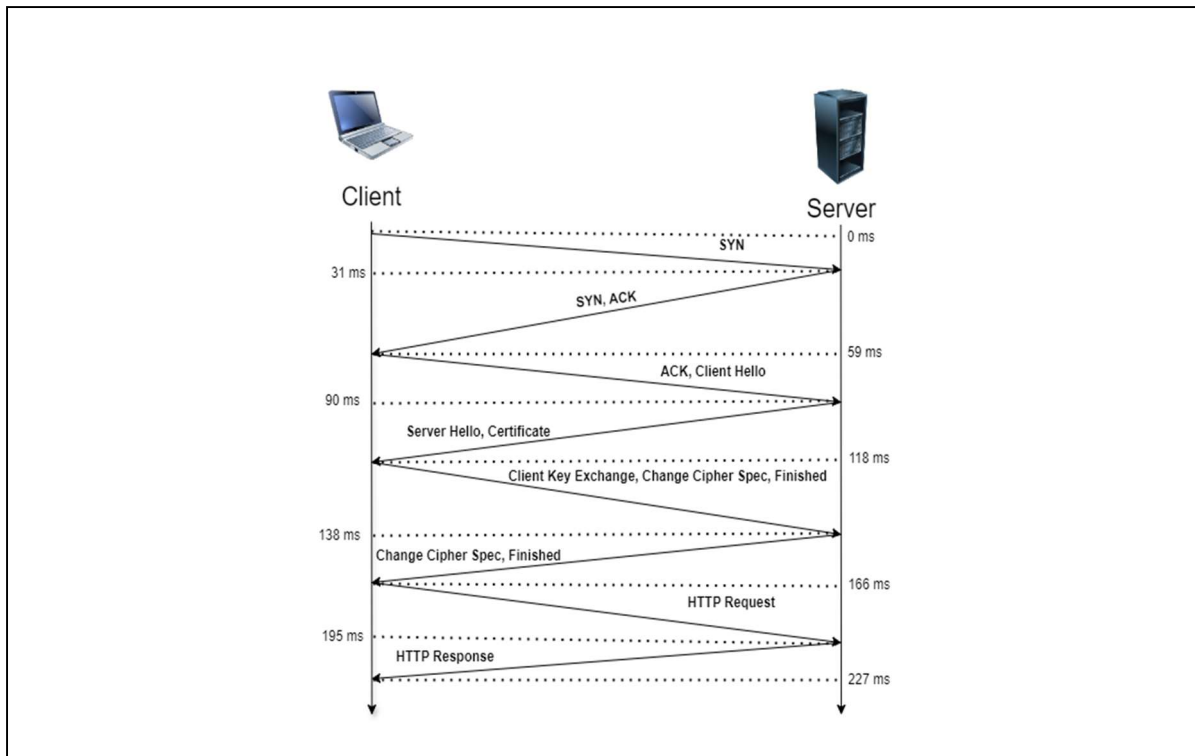 Client
Server
0 ms
SYN
31 ms
SYN, ACK
59 ms
ACK, Client Hello
90 ms
Server Hello, Certificate
118 ms
Client Key Exchange, Change Cipher Spec, Finished
138 ms
Change Cipher Spec, Finished
166 ms
HTTP Request
195 ms
HTTP Response
227 ms